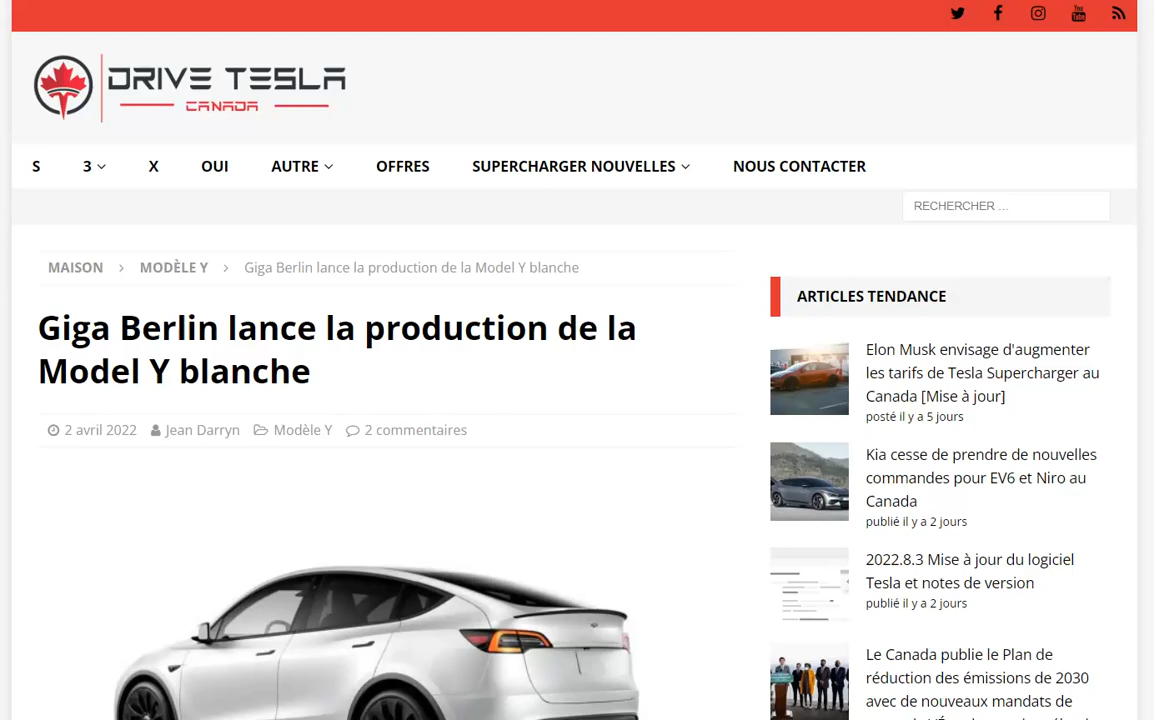 DRIVE TESLA
CANADA
S 3 X OUI AUTRE OFFRES SUPERCHARGER NOUVELLES NOUS CONTACTER
RECHERCHER …
MAISON > MODÈLE Y > Giga Berlin lance la production de la Model Y blanche
Giga Berlin lance la production de la
Model Y blanche
2 avril 2022 Jean Darryn Modèle Y 2 commentaires
ARTICLES TENDANCE
Elon Musk envisage d'augmenter
les tarifs de Tesla Supercharger au
Canada [Mise à jour]
posté il y a 5 jours
Kia cesse de prendre de nouvelles
commandes pour EV6 et Niro au
Canada
publié il y a 2 jours
2022.8.3 Mise à jour du logiciel
Tesla et notes de version
publié il y a 2 jours
Le Canada publie le Plan de
réduction des émissions de 2030
avec de nouveaux mandats de